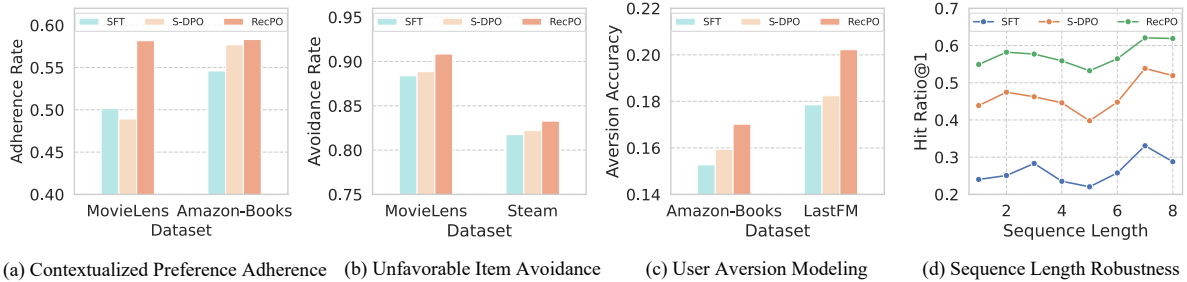 SFT S-DPO RecPO
Adherence Rate
0.60
0.55
0.50
0.45
0.40
MovieLens Amazon-Books
Dataset
(a) Contextualized Preference Adherence
SFT S-DPO RecPO
Avoidance Rate
0.95
0.90
0.85
0.80
0.75
MovieLens Steam
Dataset
(b) Unfavorable Item Avoidance
SFT S-DPO RecPO
Aversion Accuracy
0.22
0.20
0.18
0.16
0.14
Amazon-Books LastFM
Dataset
(c) User Aversion Modeling
SFT S-DPO RecPO
Hit Ratio@1
0.7
0.6
0.5
0.4
0.3
0.2
2 4 6 8
Sequence Length
(d) Sequence Length Robustness